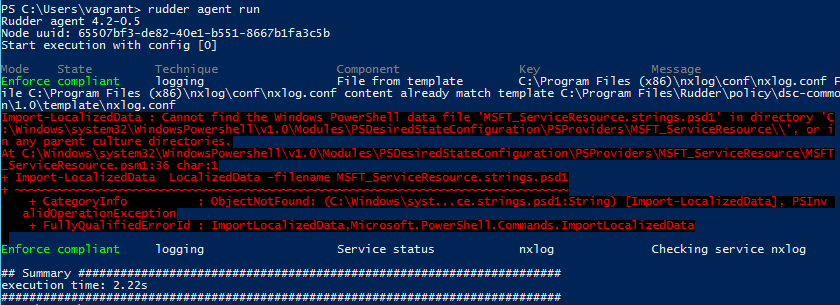 PS C:\Users\vagrant> rudder agent run
Rudder agent 4.2-0.5
Node uuid: 65507bf3-de82-40e1-b551-8667b1fa3c5b
Start execution with config [0]
Mode State Technique Component Key Message
Enforce compliant logging File from template C:\Program Files (x86)\nxlog\conf\nxlog.conf F
ile C:\Program Files (x86)\nxlog\conf\nxlog.conf content already match template C:\Program Files\Rudder\policy\dsc-commo
n\1.0\template\nxlog.conf
Import-LocalizedData : Cannot find the Windows PowerShell data file 'MSFT_ServiceResource.strings.psd1' in directory 'C
:\Windows\system32\WindowsPowershell\v1.0\Modules\PSDesiredStateConfiguration\PSProviders\MSFT_ServiceResource\\', or i
n any parent culture directories.
At C:\Windows\system32\WindowsPowershell\v1.0\Modules\PSDesiredStateConfiguration\PSProviders\MSFT_ServiceResource\MSFT
_ServiceResource.psm1:36 char:1
+ Import-LocalizedData  LocalizedData -filename MSFT_ServiceResource.strings.psd1
+ ~~~~~~~~~~~~~~~~~~~~~~~~~~~~~~~~~~~~~~~~~~~~~~~~~~~~~~~~~~~~~~~~~~~~~~~~~~~~~~~
+ CategoryInfo : ObjectNotFound: (C:\Windows\syst...ce.strings.psd1:String) [Import-LocalizedData], PSInv
alidOperationException
+ FullyQualifiedErrorId : ImportLocalizedData,Microsoft.PowerShell.Commands.ImportLocalizedData
Enforce compliant logging Service status nxlog Checking service nxlog
## Summary #####################################################################
execution time: 2.22s
################################################################################